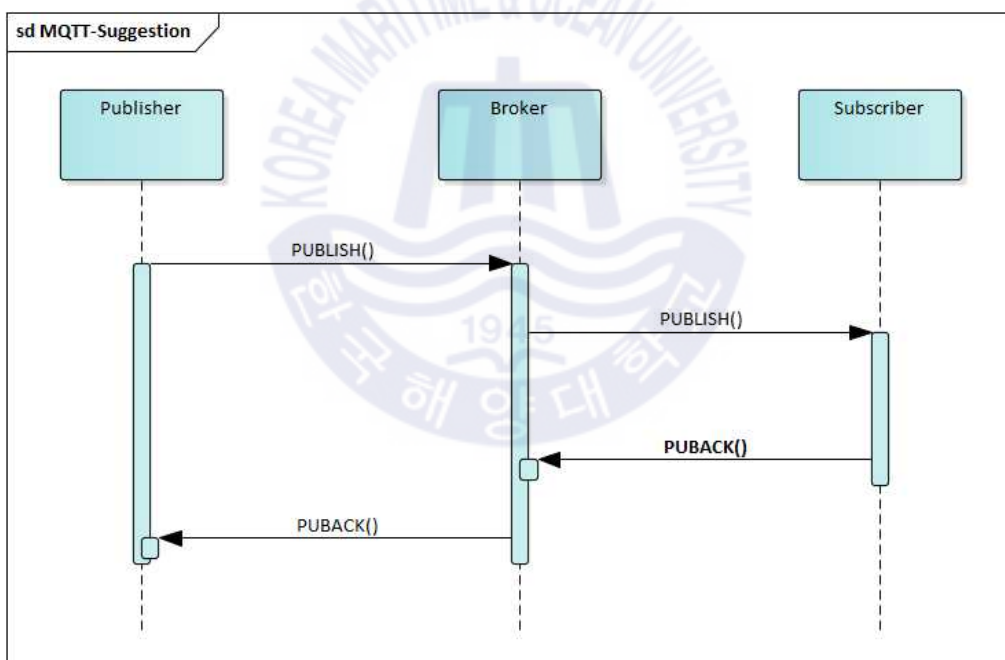 sd MQTT-Suggestion
KOREA MARITIME & OCEAN UNIVERSITY
Publisher
Broker
Subscriber
PUBLISH()
PUBLISH()
1945
한국해양대학교
PUBACK()
PUBACK()